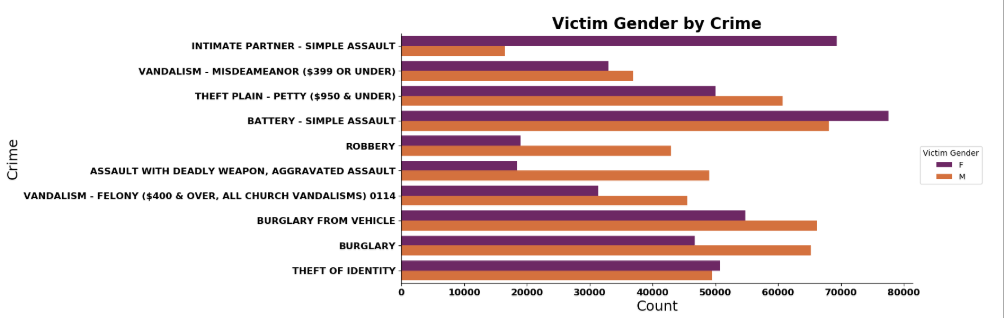 Victim Gender by Crime
Crime
INTIMATE PARTNER - SIMPLE ASSAULT
VANDALISM - MISDEAMEANOR ($399 OR UNDER)
THEFT PLAIN - PETTY ($950 & UNDER)
BATTERY - SIMPLE ASSAULT
ROBBERY
ASSAULT WITH DEADLY WEAPON, AGGRAVATED ASSAULT
VANDALISM - FELONY ($400 & OVER, ALL CHURCH VANDALISMS) 0114
BURGLARY FROM VEHICLE
BURGLARY
THEFT OF IDENTITY
0 10000 20000 30000 40000 50000 60000 70000 80000
Count
Victim Gender
F
M